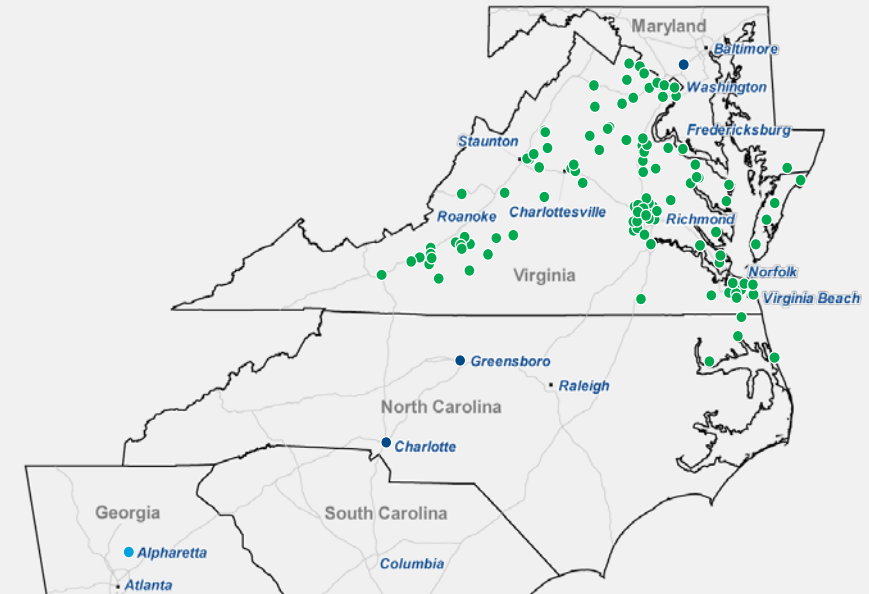 Maryland
Baltimore
Washington
Fredericksburg
Staunton
Roanoke
Charlottesville
Richmond
Virginia
Norfolk
Virginia Beach
Greensboro
Raleigh
North Carolina
Charlotte
Georgia
South Carolina
Alpharetta
Columbia
Atlanta